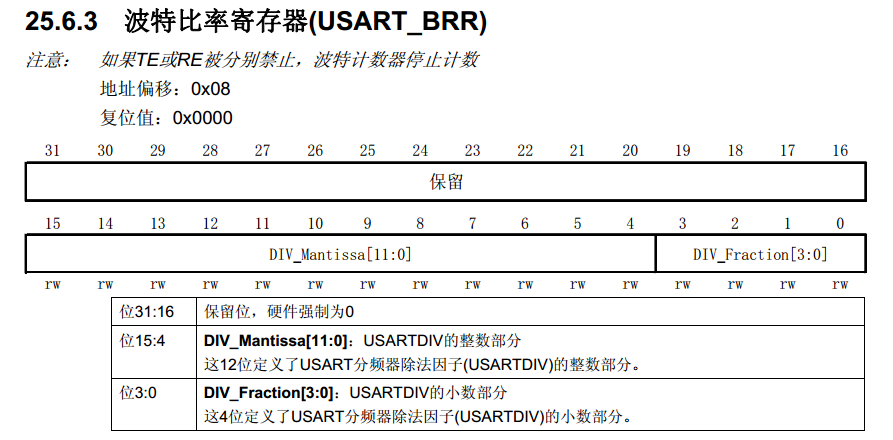 25.6.3 波特比率寄存器(USART_BRR)
注意： 如果TE或RE被分别禁止，波特计数器停止计数
地址偏移：0x08
复位值：0x0000
31 30 29 28 27 26 25 24 23 22 21 20 19 18 17 16
保留
15 14 13 12 11 10 9 8 7 6 5 4 3 2 1 0
DIV_Mantissa[11:0] DIV_Fraction[3:0]
rw rw rw rw rw rw rw rw rw rw rw rw rw rw rw rw
位31:16 保留位，硬件强制为0
位15:4 DIV_Mantissa[11:0]：USARTDIV的整数部分
这12位定义了USART分频器除法因子(USARTDIV)的整数部分。
位3:0 DIV_Fraction[3:0]：USARTDIV的小数部分
这4位定义了USART分频器除法因子(USARTDIV)的小数部分。